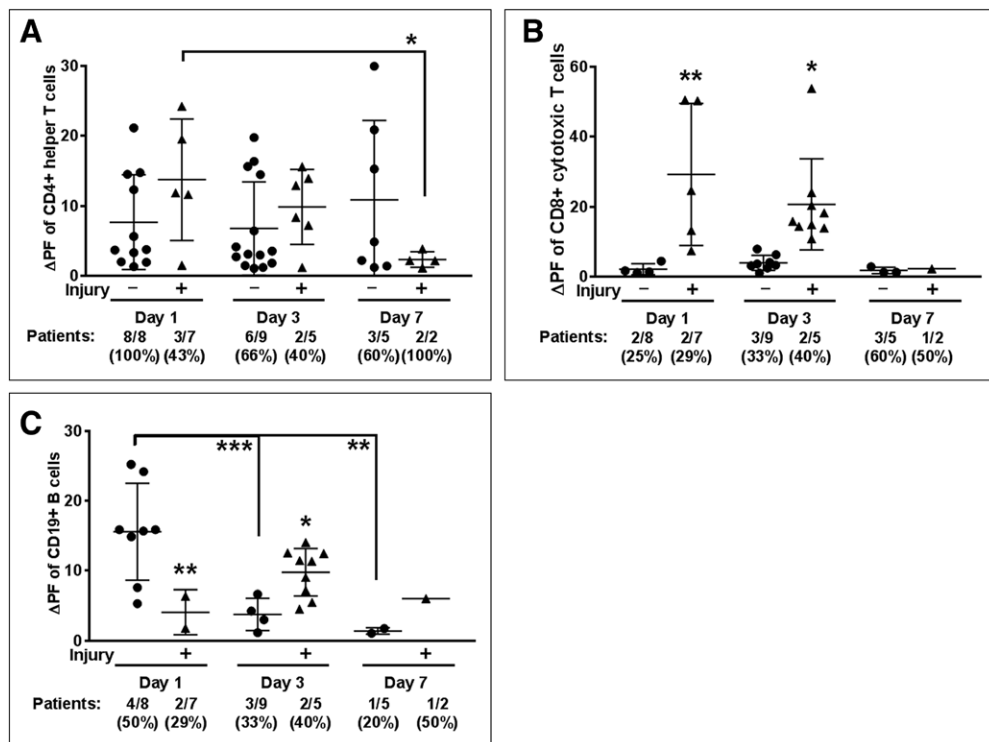 A
ΔPF of CD4+ helper T cells
30
20
10
0
*
Injury − + − + − +
Day 1 Day 3 Day 7
Patients: 8/8 3/7 6/9 2/5 3/5 2/2
(100%) (43%) (66%) (40%) (60%) (100%)
B
ΔPF of CD8+ cytotoxic T cells
60
40
20
0
** *
Injury − + − + − +
Day 1 Day 3 Day 7
Patients: 2/8 2/7 3/9 2/5 3/5 1/2
(25%) (29%) (33%) (40%) (60%) (50%)
C
ΔPF of CD19+ B cells
30
20
10
0
*** **
*
**
Injury + + +
Day 1 Day 3 Day 7
Patients: 4/8 2/7 3/9 2/5 1/5 1/2
(50%) (29%) (33%) (40%) (20%) (50%)